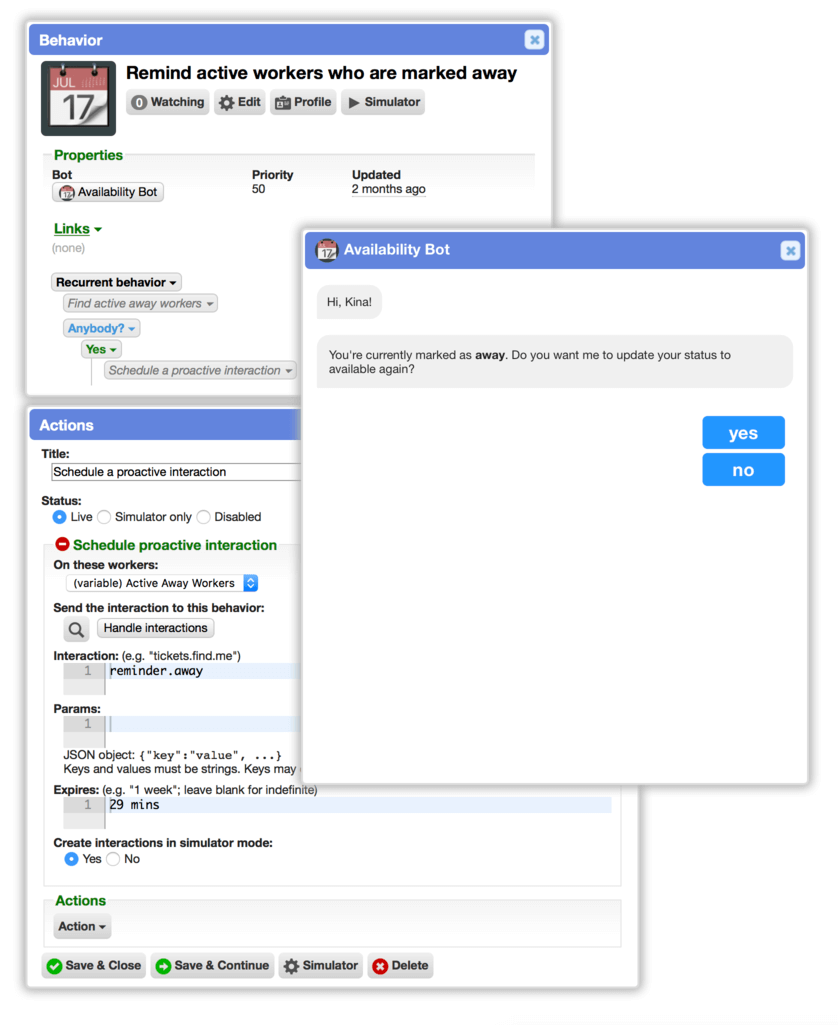 Behavior
JUL
17
Remind active workers who are marked away
0 Watching
Edit
Profile
Simulator
Properties
Bot
Priority
Updated
Availability Bot
50
2 months ago
Links
(none)
Recurrent behavior
Find active away workers
Anybody?
Yes
Schedule a proactive interaction
Availability Bot
Hi, Kina!
You're currently marked as away. Do you want me to update your status to
available again?
yes
no
Actions
Title:
Schedule a proactive interaction
Status:
Live
Simulator only
Disabled
Schedule proactive interaction
On these workers:
(variable) Active Away Workers
Send the interaction to this behavior:
Handle interactions
Interaction: (e.g. "tickets.find.me")
1 reminder.away
Params:
1
JSON object: {"key":"value", ...}
Keys and values must be strings. Keys may
Expires: (e.g. "1 week"; leave blank for indefinite)
1 29 mins
Create interactions in simulator mode:
Yes
No
Actions
Action
Save & Close
Save & Continue
Simulator
Delete